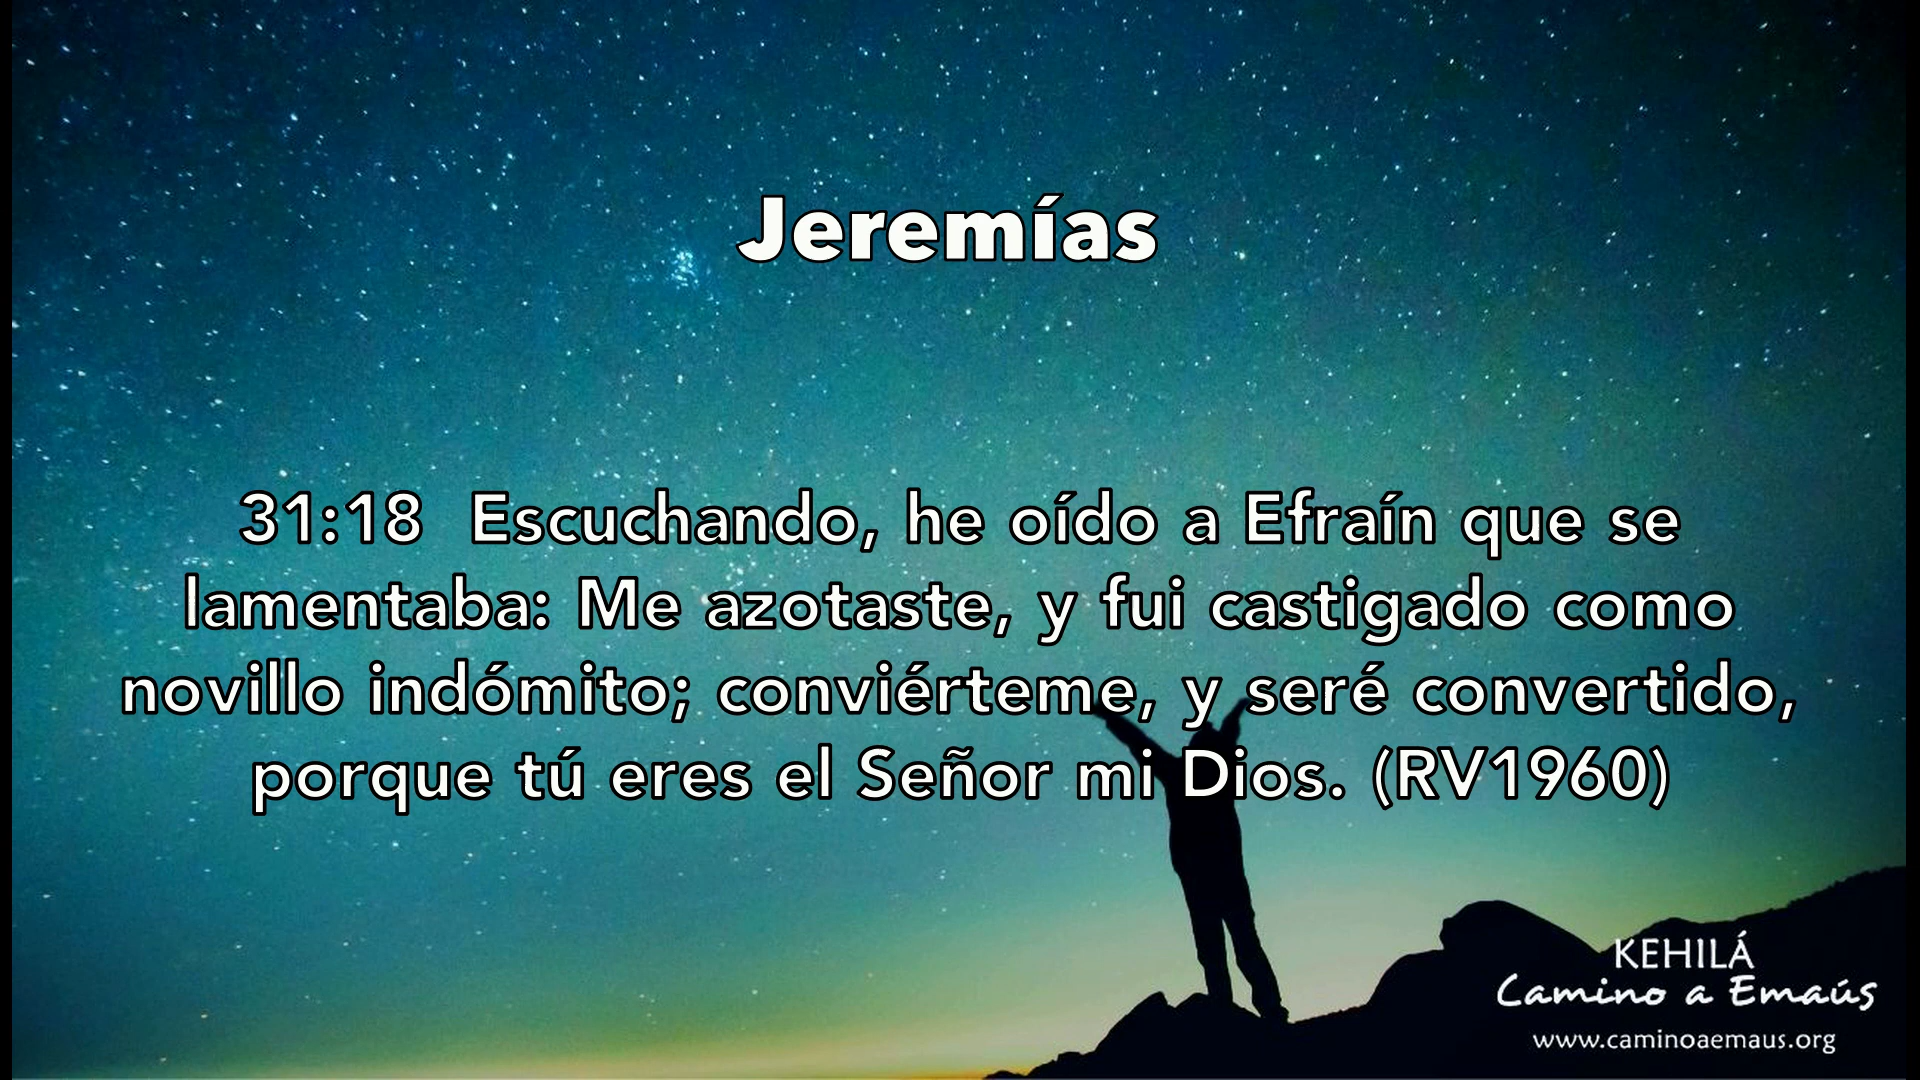 Jeremías
31:18  Escuchando, he oído a Efraín que se
lamentaba: Me azotaste, y fui castigado como
novillo indómito; conviérteme, y seré convertido,
porque tú eres el Señor mi Dios. (RV1960)
KEHILÁ
Camino a Emaús
www.caminoaemaus.org